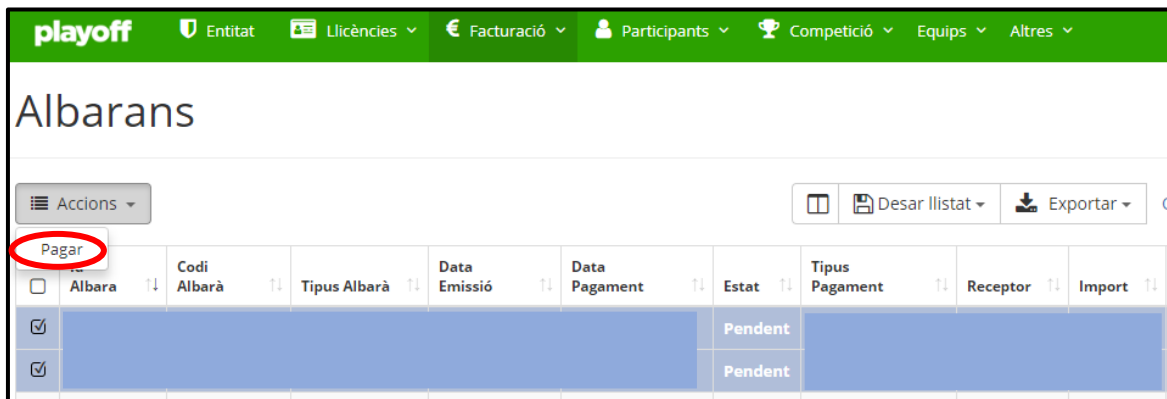 playoff Entitat Llicències € Facturació Participants Competició Equips Altres
Albarans
Accions Desar llistat Exportar
Pagar
Albara Codi Albarà Tipus Albarà Data Emissió Data Pagament Estat Tipus Pagament Receptor Import
Pendent
Pendent